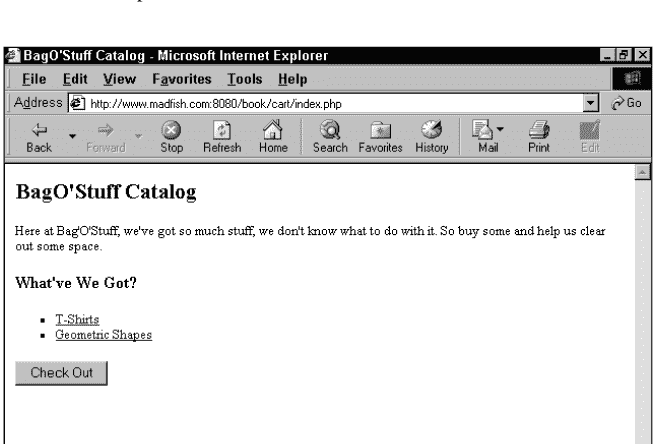 BagO'Stuff Catalog - Microsoft Internet Explorer
File Edit View Favorites Tools Help
Address http://www.madfish.com:8080/book/cart/index.php Go
Back Forward Stop Refresh Home Search Favorites History Mail Print Edit
BagO'Stuff Catalog
Here at BagO'Stuff, we've got so much stuff, we don't know what to do with it. So buy some and help us clear
out some space.
What've We Got?
T-Shirts
Geometric Shapes
Check Out